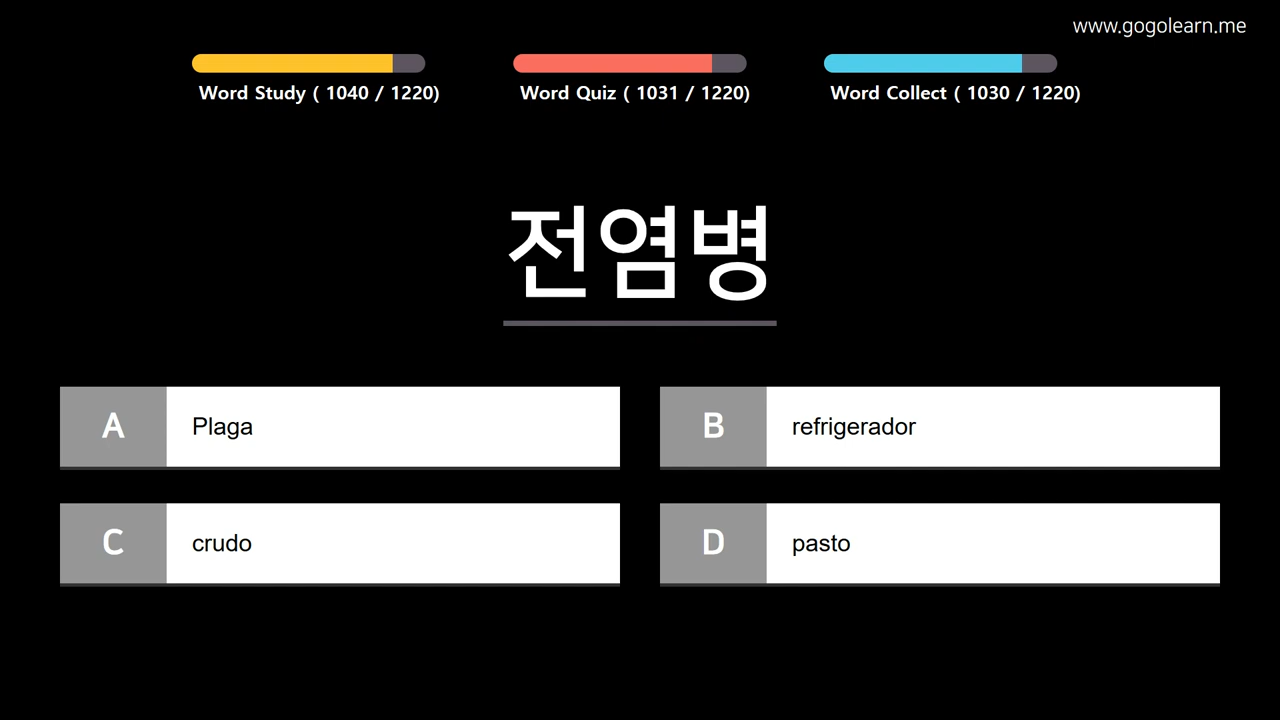 www.gogolearn.me
Word Study ( 1040 / 1220)
Word Quiz ( 1031 / 1220)
Word Collect ( 1030 / 1220)
전염병
A Plaga
B refrigerador
C crudo
D pasto